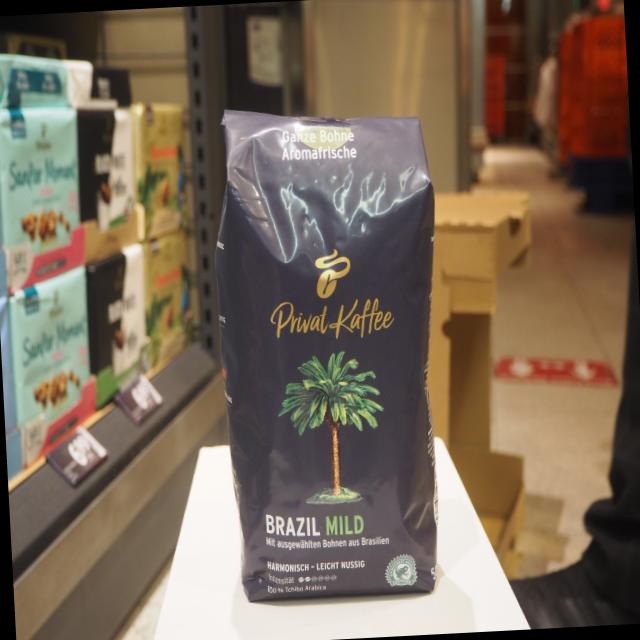 Ganze Bohne
Aromafrische
Privat Kaffee
BRAZIL MILD
Mit ausgewählten Bohnen aus Brasilien
HARMONISCH - LEICHT NUSSIG
Intensität
100 % Tchibo Arabica